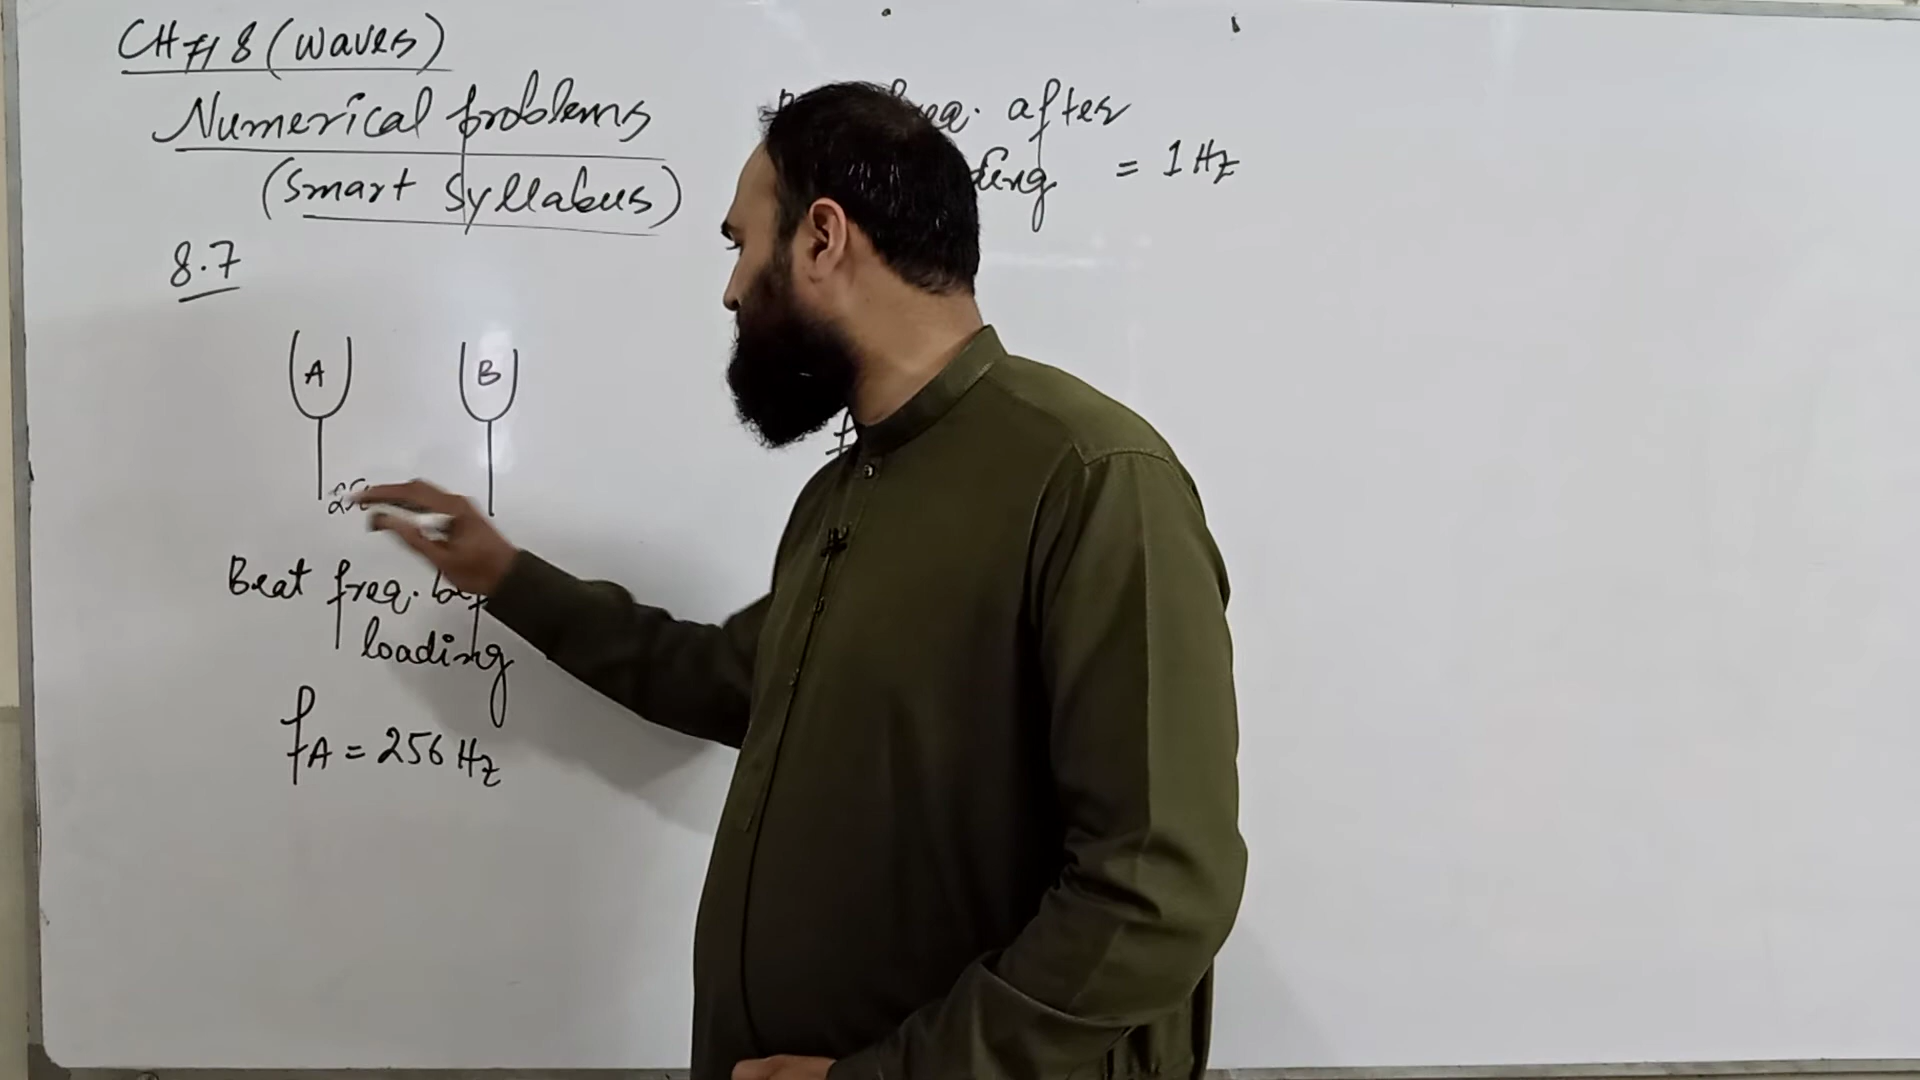 CH#8 (Waves)
Numerical problems
(Smart Syllabus)
8.7
A B
Beat freq.
loading
fA = 256 Hz
after
= 1 Hz